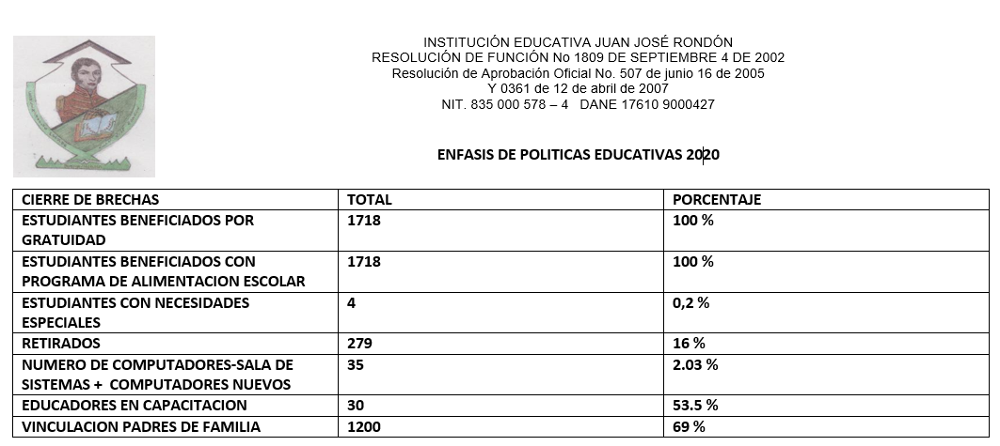 INSTITUCIÓN EDUCATIVA JUAN JOSÉ RONDÓN
RESOLUCIÓN DE FUNCIÓN No 1809 DE SEPTIEMBRE 4 DE 2002
Resolución de Aprobación Oficial No. 507 de junio 16 de 2005
Y 0361 de 12 de abril de 2007
NIT. 835 000 578 – 4 DANE 17610 9000427
ENFASIS DE POLITICAS EDUCATIVAS 2020
CIERRE DE BRECHAS TOTAL PORCENTAJE
ESTUDIANTES BENEFICIADOS POR 1718 100 %
GRATUIDAD
ESTUDIANTES BENEFICIADOS CON 1718 100 %
PROGRAMA DE ALIMENTACION ESCOLAR
ESTUDIANTES CON NECESIDADES 4 0,2 %
ESPECIALES
RETIRADOS 279 16 %
NUMERO DE COMPUTADORES-SALA DE 35 2.03 %
SISTEMAS + COMPUTADORES NUEVOS
EDUCADORES EN CAPACITACION 30 53.5 %
VINCULACION PADRES DE FAMILIA 1200 69 %